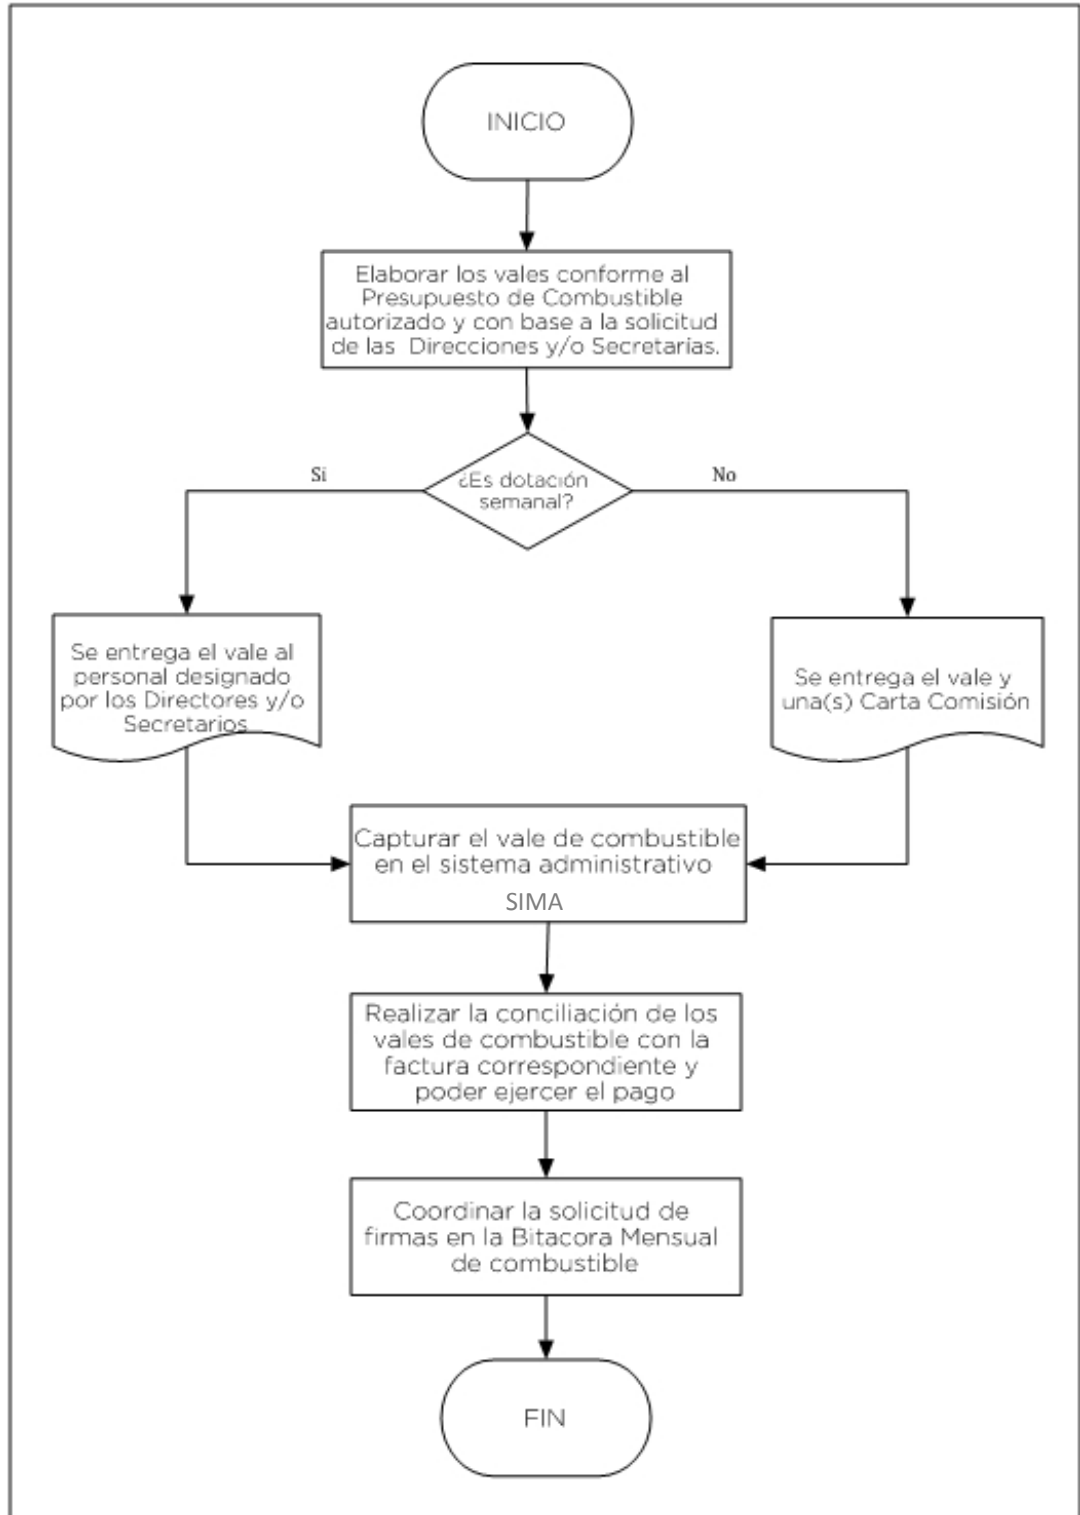 INICIO
Elaborar los vales conforme al
Presupuesto de Combustible
autorizado y con base a la solicitud
de las Direcciones y/o Secretarias.
¿Es dotación
semanal?
Si
No
Se entrega el vale al
personal designado
por los Directores y/o
Secretarios
Se entrega el vale y
una(s) Carta Comisión
Capturar el vale de combustible
en el sistema administrativo
SIMA
Realizar la conciliación de los
vales de combustible con la
factura correspondiente y
poder ejercer el pago
Coordinar la solicitud de
firmas en la Bitacora Mensual
de combustible
FIN